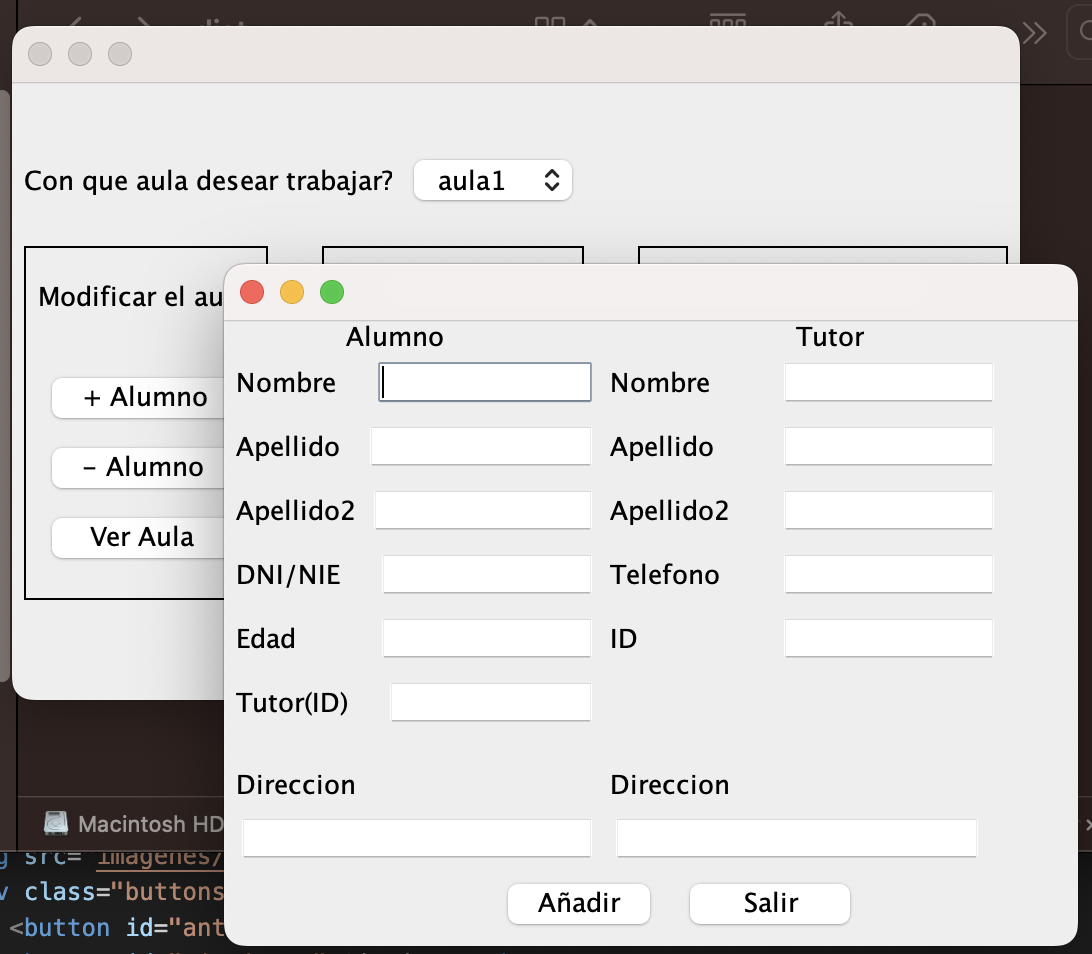 Con que aula desear trabajar? aula1
Modificar el au
+ Alumno
- Alumno
Ver Aula
Alumno Tutor
Nombre Nombre
Apellido Apellido
Apellido2 Apellido2
DNI/NIE Telefono
Edad ID
Tutor(ID)
Direccion Direccion
Añadir Salir
Macintosh HD
g src="imagenes/
v class="buttons
<button id="ant